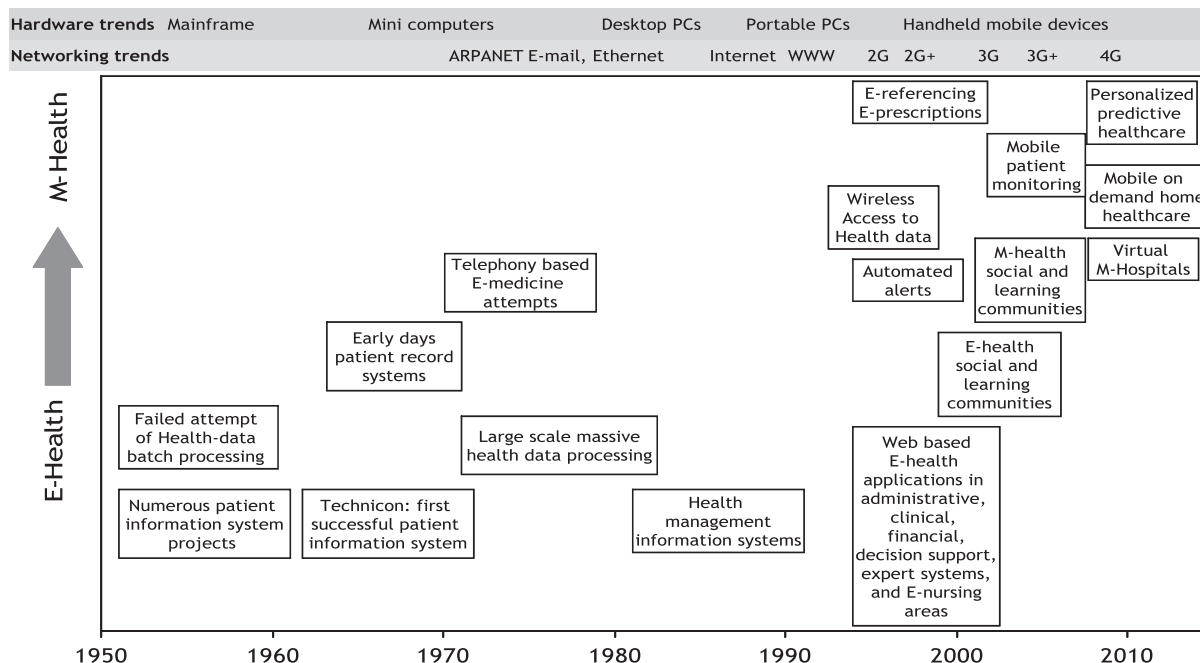 Hardware trends Mainframe Mini computers Desktop PCs Portable PCs Handheld mobile devices
Networking trends ARPANET E-mail, Ethernet Internet WWW 2G 2G+ 3G 3G+ 4G
M-Health
E-Health
E-referencing
E-prescriptions
Personalized
predictive
healthcare
Mobile
patient
monitoring
Mobile on
demand home
healthcare
Wireless
Access to
Health data
M-health
social and
learning
communities
Virtual
M-Hospitals
Automated
alerts
Telephony based
E-medicine
attempts
Early days
patient record
systems
E-health
social and
learning
communities
Failed attempt
of Health-data
batch processing
Large scale massive
health data processing
Web based
E-health
applications in
administrative,
clinical,
financial,
decision support,
expert systems,
and E-nursing
areas
Numerous patient
information system
projects
Technicon: first
successful patient
information system
Health
management
information systems
1950 1960 1970 1980 1990 2000 2010